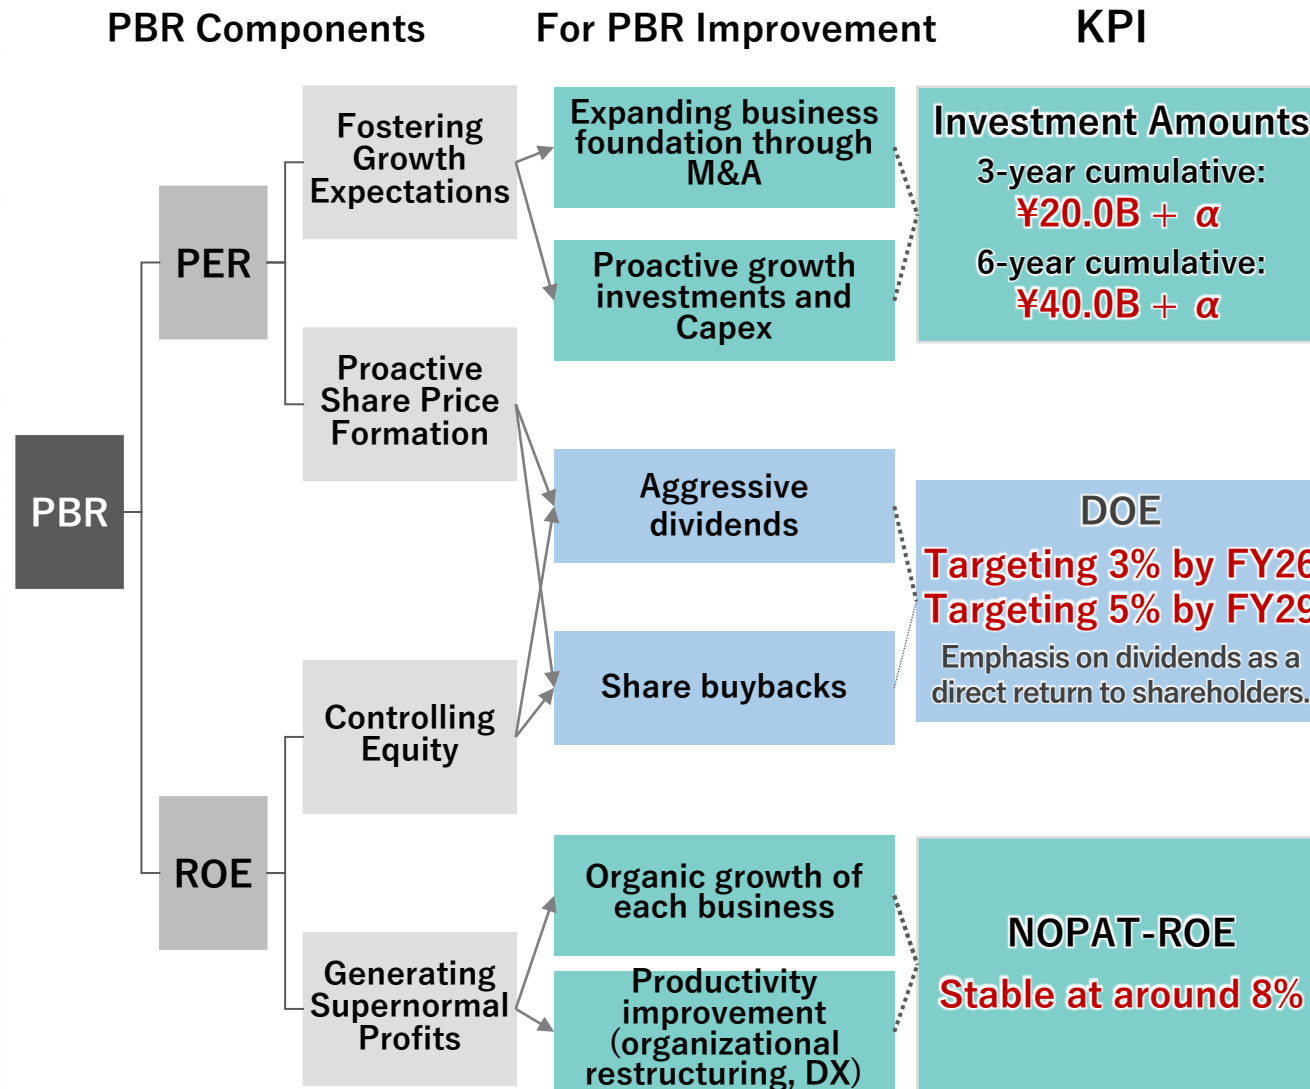 PBR Components
For PBR Improvement
KPI
PBR
PER
ROE
Fostering
Growth
Expectations
Proactive
Share Price
Formation
Controlling
Equity
Generating
Supernormal
Profits
Expanding business
foundation through
M&A
Proactive growth
investments and
Capex
Aggressive
dividends
Share buybacks
Organic growth of
each business
Productivity
improvement
(organizational
restructuring, DX)
Investment Amounts
3-year cumulative:
¥20.0B + α
6-year cumulative:
¥40.0B + α
DOE
Targeting 3% by FY26
Targeting 5% by FY29
Emphasis on dividends as a
direct return to shareholders.
NOPAT-ROE
Stable at around 8%